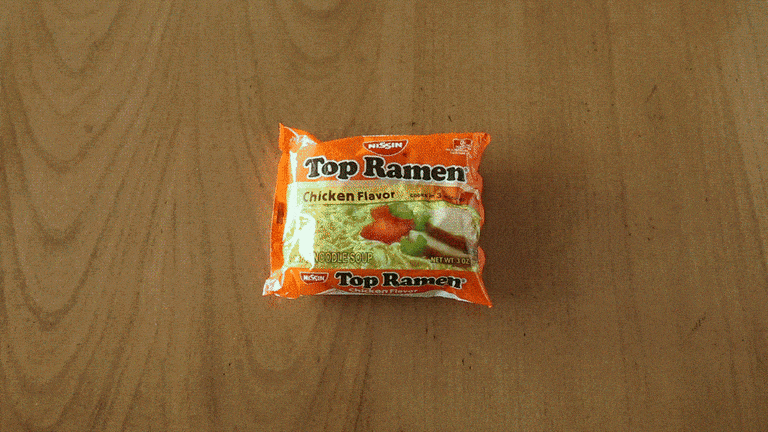 NISSIN
Top Ramen
Chicken Flavor
NOODLE SOUP
NET WT. 3 OZ
NISSIN
Top Ramen®
Chicken Flavor